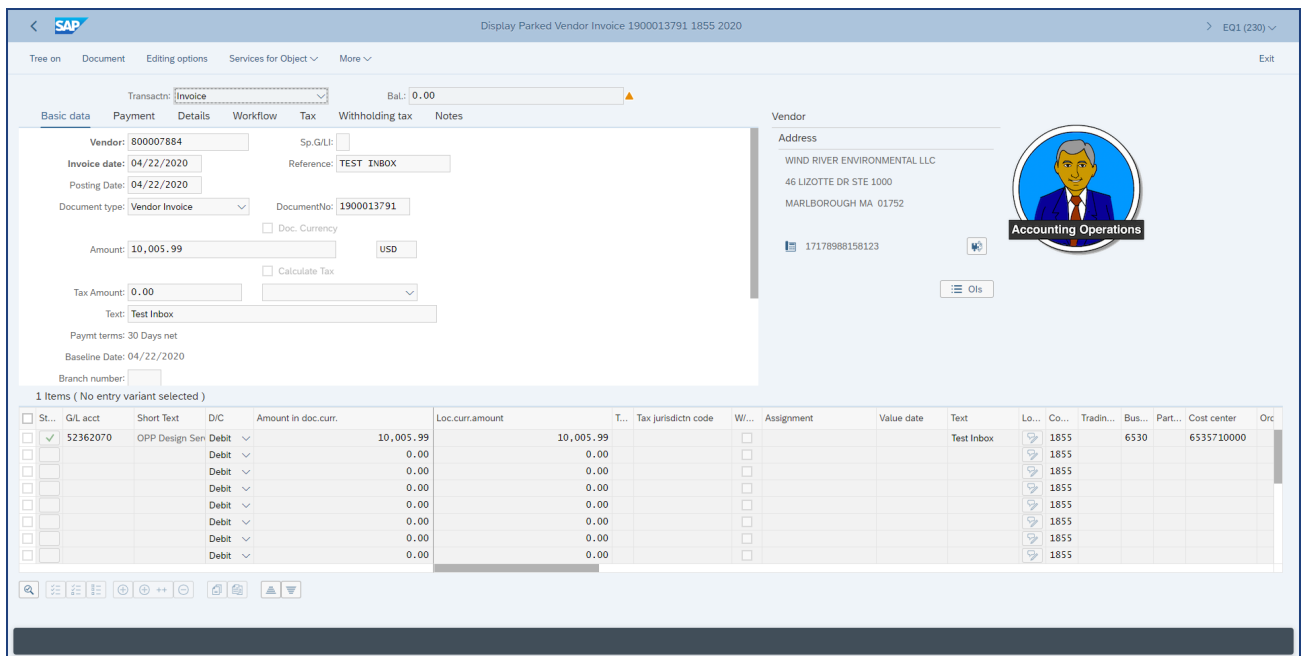 SAP Display Parked Vendor Invoice 1900013791 1855 2020 EQ1 (230)
Tree on Document Editing options Services for Object More Exit
Transactn: Invoice Bal.: 0.00
Basic data Payment Details Workflow Tax Withholding tax Notes
Vendor: 800007884 Sp.G/LI:
Invoice date: 04/22/2020 Reference: TEST INBOX
Posting Date: 04/22/2020
Document type: Vendor Invoice DocumentNo: 1900013791
Doc. Currency
Amount: 10,005.99 USD
Calculate Tax
Tax Amount: 0.00
Text: Test Inbox
Paymt terms: 30 Days net
Baseline Date: 04/22/2020
Branch number:
Vendor
Address
WIND RIVER ENVIRONMENTAL LLC
46 LIZOTTE DR STE 1000
MARLBOROUGH MA 01752
17178988158123
OIs
Accounting Operations
1 Items ( No entry variant selected )
St... G/L acct Short Text D/C Amount in doc.curr. Loc.curr.amount T... Tax jurisdictn code W/... Assignment Value date Text Lo... Co... Tradin... Bus... Part... Cost center Ord
52362070 OPP Design Serv Debit 10,005.99 10,005.99 Test Inbox 1855 6530 6535710000
Debit 0.00 0.00 1855
Debit 0.00 0.00 1855
Debit 0.00 0.00 1855
Debit 0.00 0.00 1855
Debit 0.00 0.00 1855
Debit 0.00 0.00 1855
Debit 0.00 0.00 1855